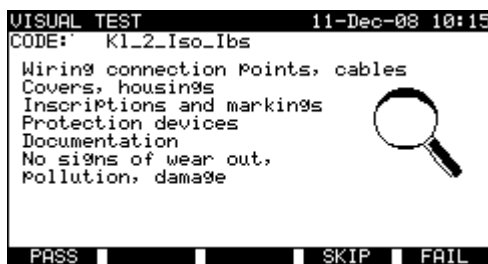 VISUAL TEST 11-Dec-08 10:15
CODE: Kl_2_Iso_Ibs
Wiring connection points, cables
Covers, housings
Inscriptions and markings
Protection devices
Documentation
No signs of wear out,
pollution, damage
PASS SKIP FAIL